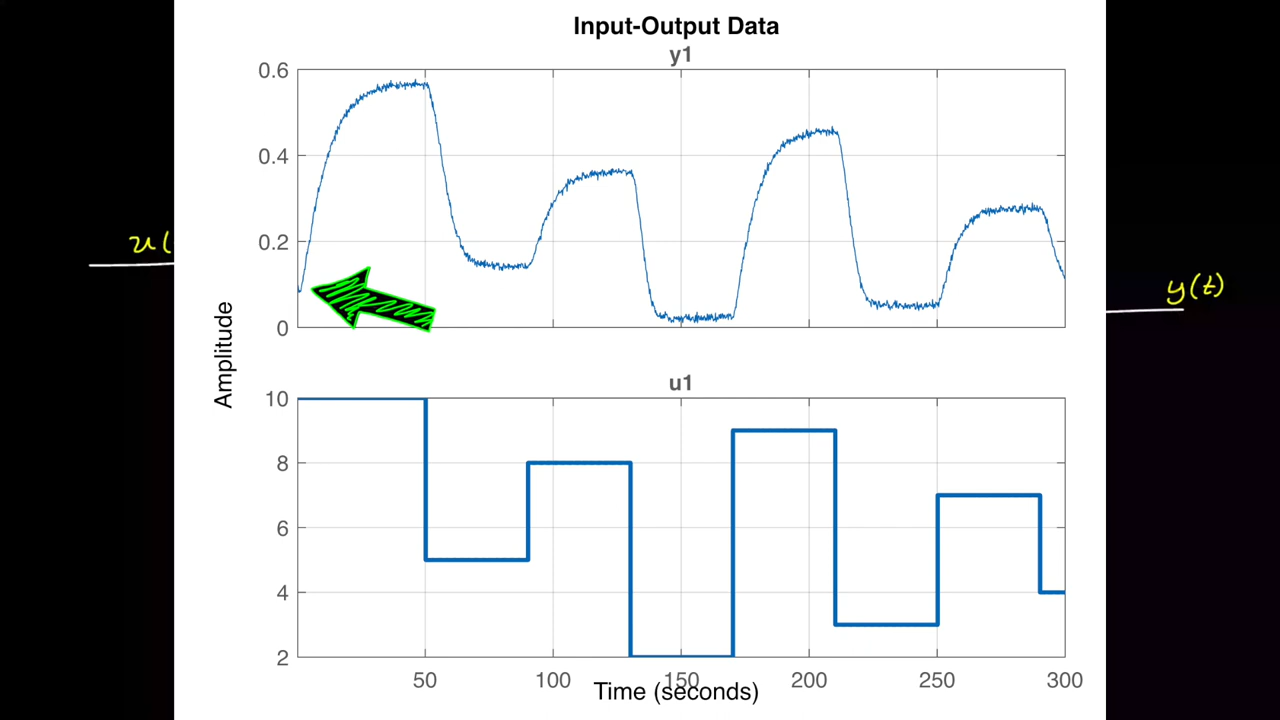 Input-Output Data
y1
0.6
0.4
0.2
0
u(
y(t)
Amplitude
u1
10
8
6
4
2
50 100 150 200 250 300
Time (seconds)